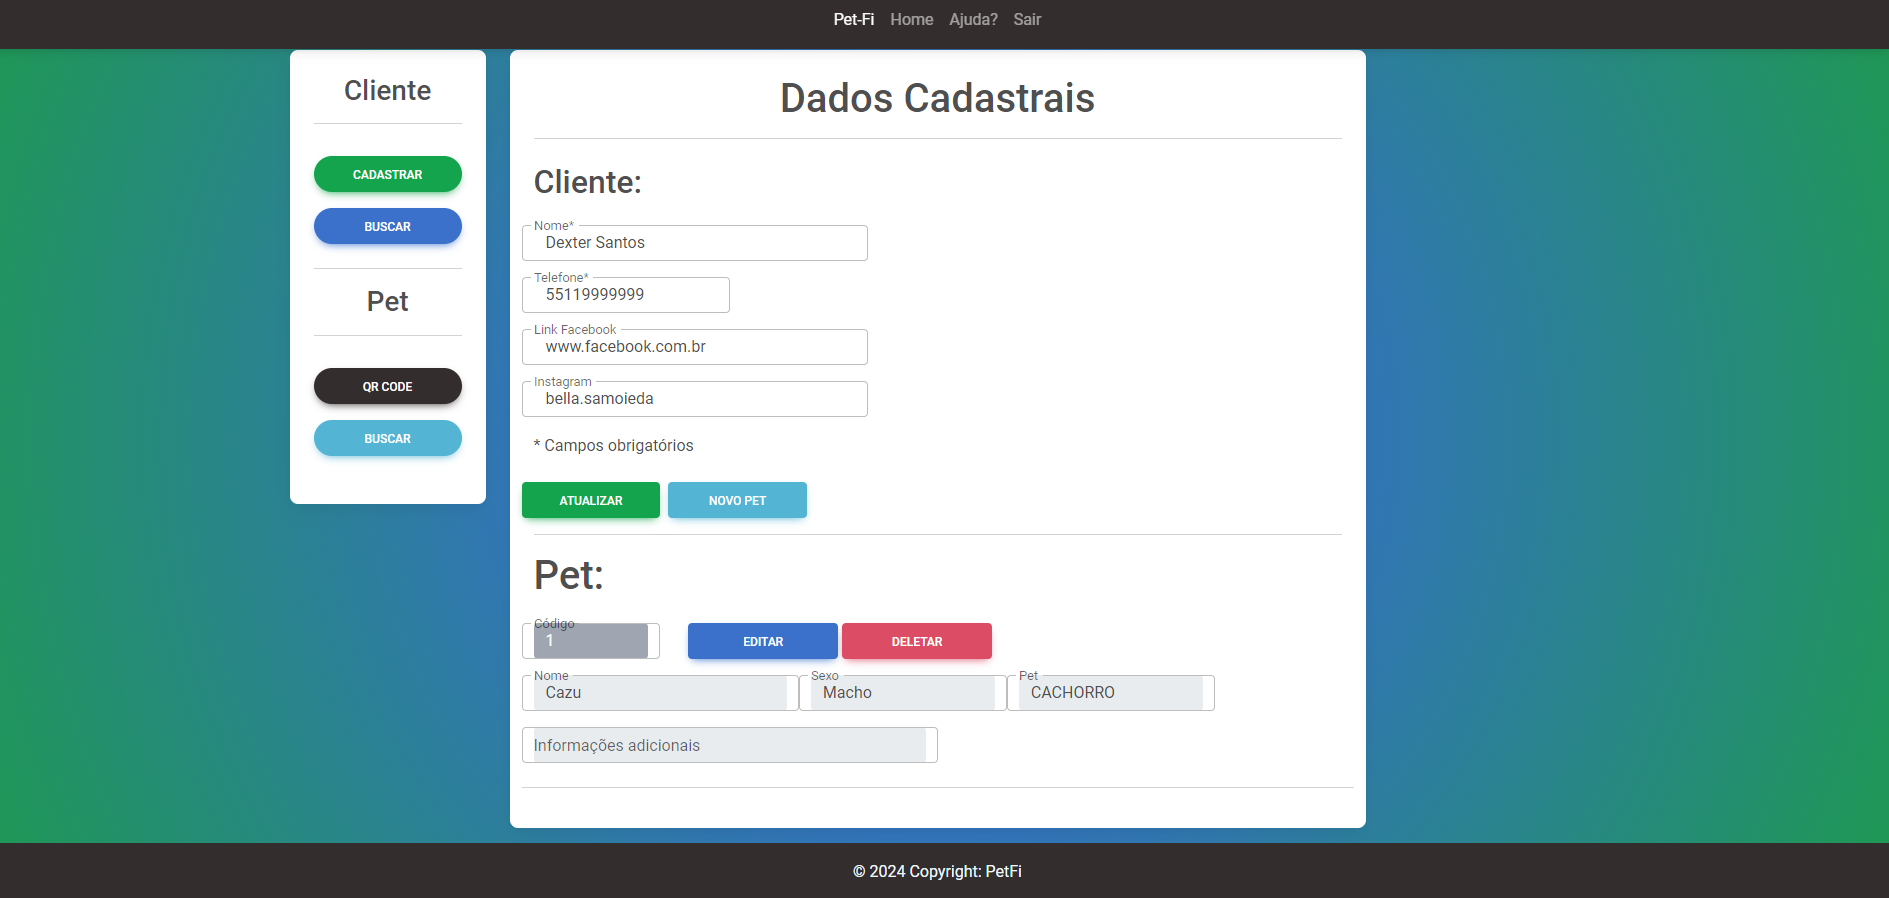 Pet-Fi Home Ajuda? Sair
Cliente
CADASTRAR
BUSCAR
Pet
QR CODE
BUSCAR
Dados Cadastrais
Cliente:
Nome*
Dexter Santos
Telefone*
55119999999
Link Facebook
www.facebook.com.br
Instagram
bella.samoieda
* Campos obrigatórios
ATUALIZAR NOVO PET
Pet:
Código
1
EDITAR DELETAR
Nome Sexo Pet
Cazu Macho CACHORRO
Informações adicionais
© 2024 Copyright: PetFi